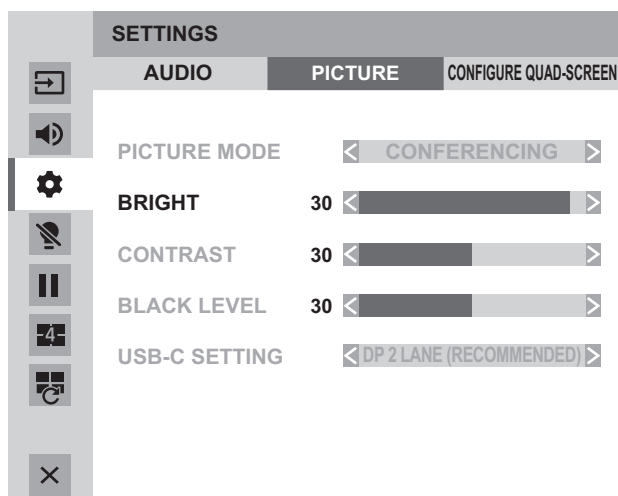 SETTINGS
AUDIO PICTURE CONFIGURE QUAD-SCREEN
PICTURE MODE CONFERENCING
BRIGHT 30
CONTRAST 30
BLACK LEVEL 30
USB-C SETTING DP 2 LANE (RECOMMENDED)
-4-